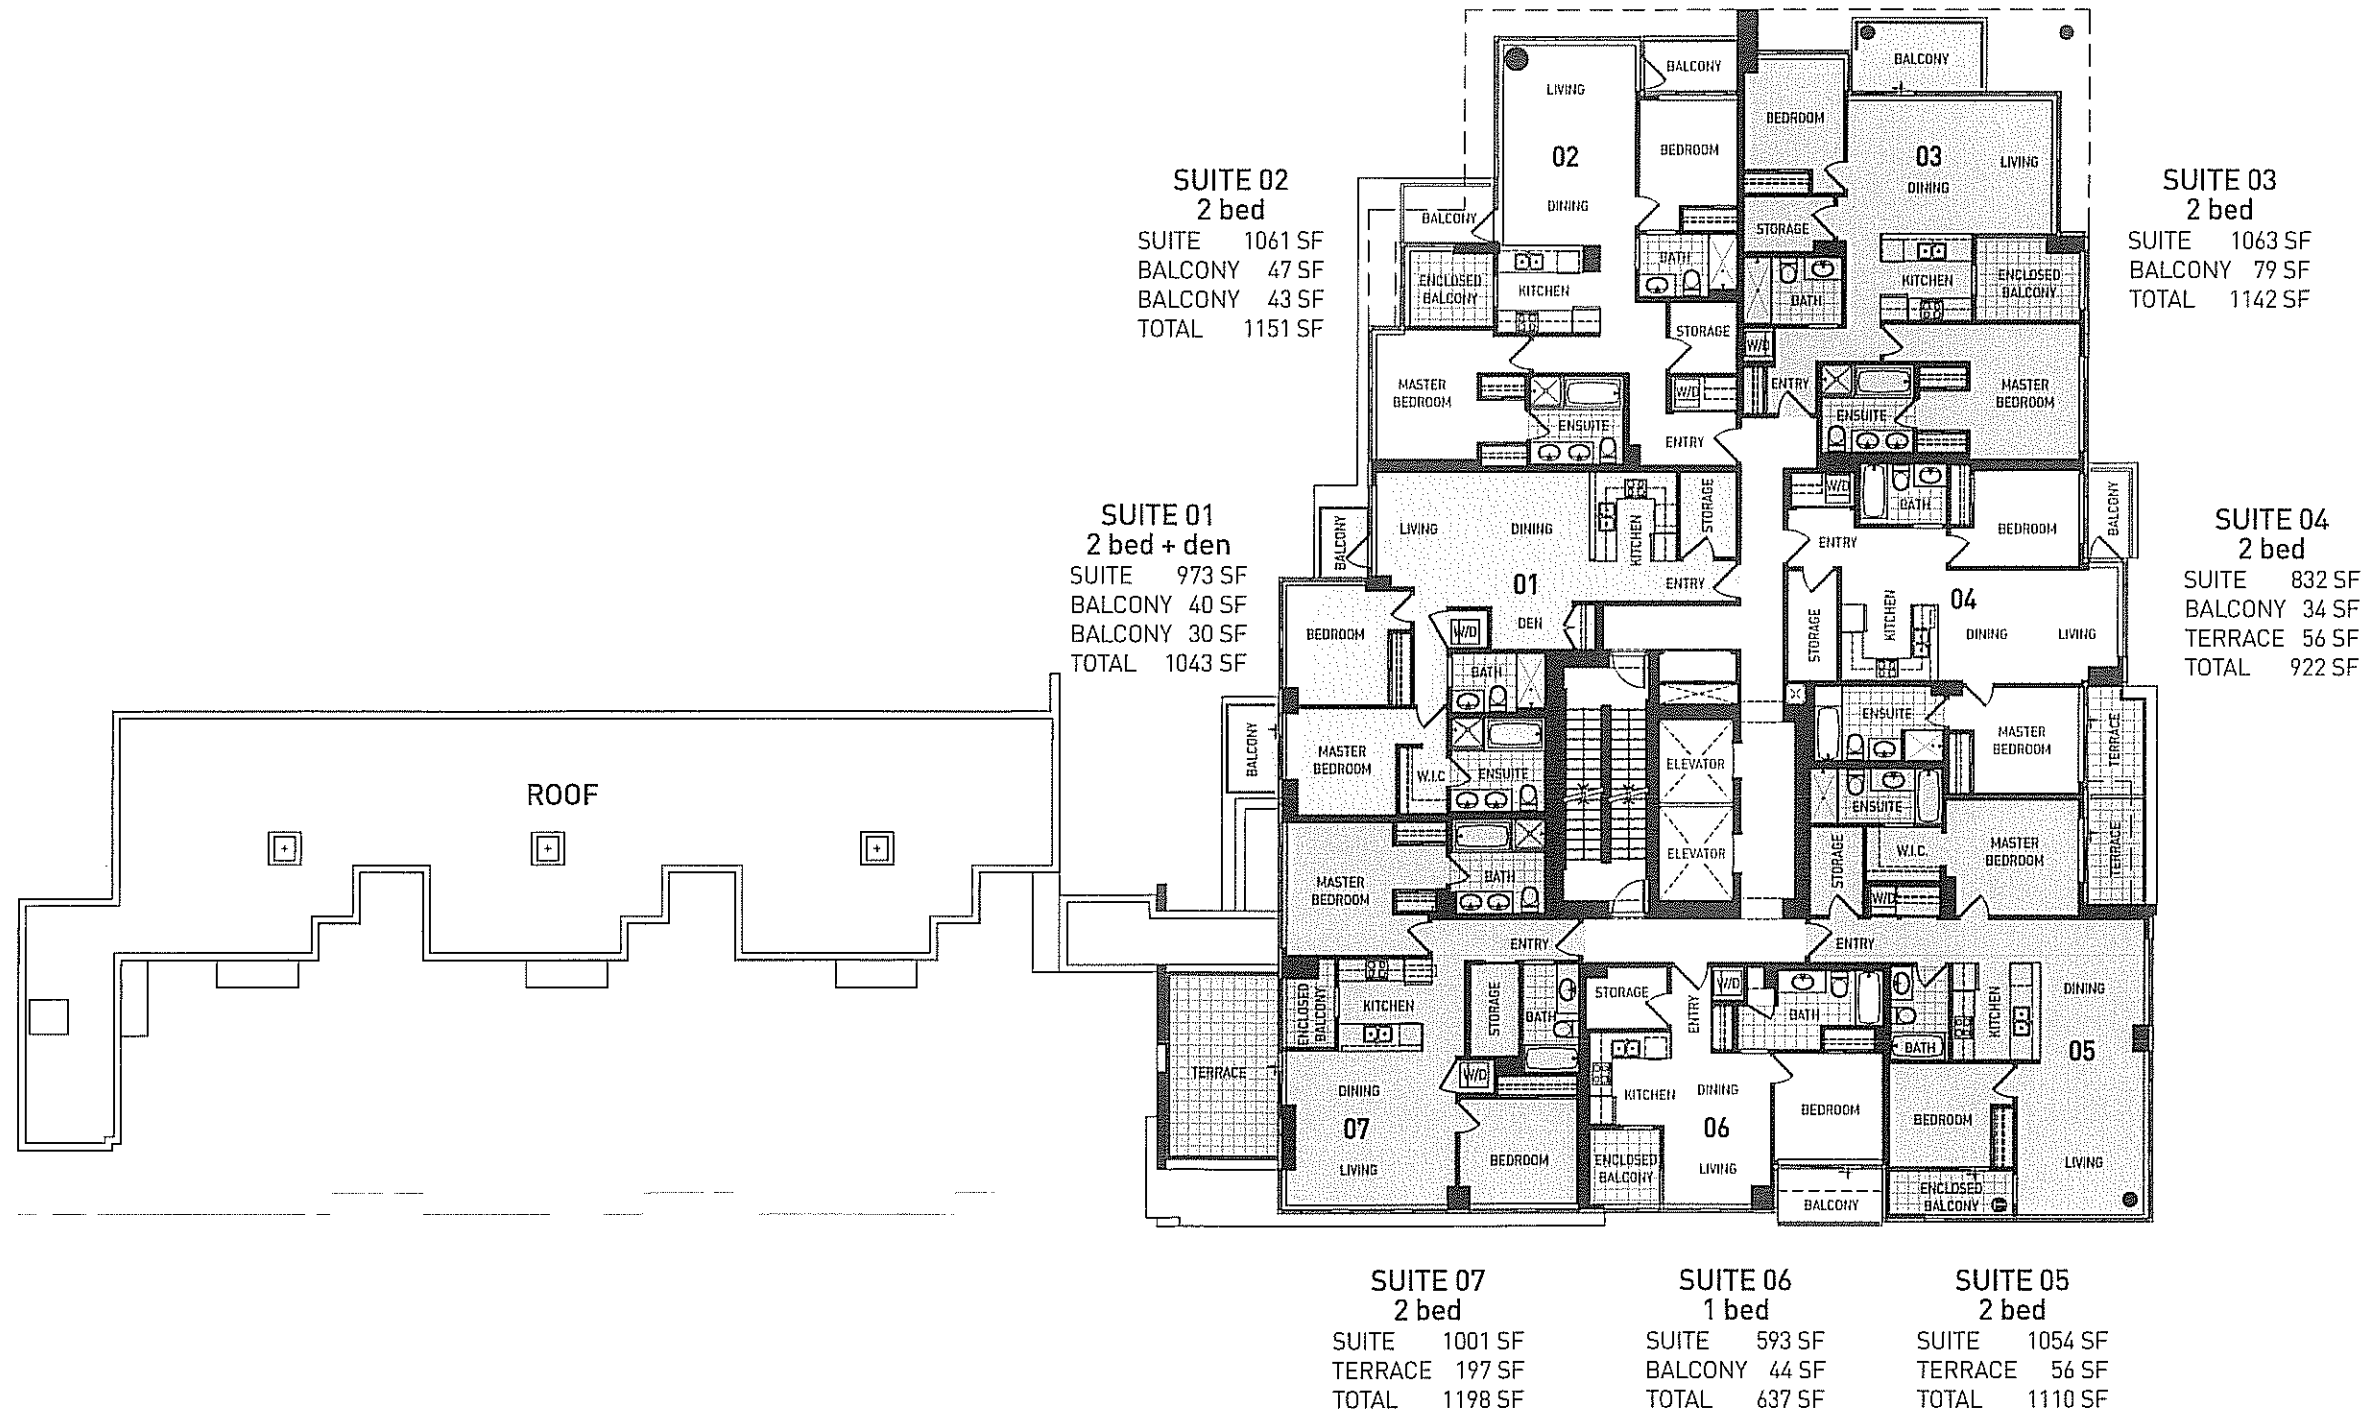 SUITE 02
2 bed
SUITE 1061 SF
BALCONY 47 SF
BALCONY 43 SF
TOTAL 1151 SF
SUITE 03
2 bed
SUITE 1063 SF
BALCONY 79 SF
TOTAL 1142 SF
SUITE 01
2 bed + den
SUITE 973 SF
BALCONY 40 SF
BALCONY 30 SF
TOTAL 1043 SF
SUITE 04
2 bed
SUITE 832 SF
BALCONY 34 SF
TERRACE 56 SF
TOTAL 922 SF
ROOF
LIVING
BALCONY
BEDROOM
02
DINING
BALCONY
ENCLOSED
BALCONY
KITCHEN
BATH
STORAGE
MASTER
BEDROOM
W/D
ENSUITE
ENTRY
BALCONY
BEDROOM
03
LIVING
DINING
STORAGE
BATH
KITCHEN
ENCLOSED
BALCONY
W/D
ENTRY
ENSUITE
MASTER
BEDROOM
LIVING
DINING
KITCHEN
STORAGE
BALCONY
01
ENTRY
DEN
W/D
BEDROOM
BATH
BALCONY
MASTER
BEDROOM
W.I.C
ENSUITE
W/D
BATH
BEDROOM
BALCONY
ENTRY
04
STORAGE
KITCHEN
DINING
LIVING
ENSUITE
MASTER
BEDROOM
TERRACE
ELEVATOR
ELEVATOR
ENSUITE
STORAGE
W.I.C
MASTER
BEDROOM
TERRACE
W/D
ENTRY
DINING
KITCHEN
BATH
05
BEDROOM
LIVING
ENCLOSED
BALCONY
MASTER
BEDROOM
BATH
ENTRY
ENCLOSED
BALCONY
KITCHEN
STORAGE
BATH
TERRACE
DINING
W/D
07
LIVING
BEDROOM
STORAGE
ENTRY
W/D
BATH
KITCHEN
DINING
BEDROOM
06
ENCLOSED
BALCONY
LIVING
BALCONY
SUITE 07
2 bed
SUITE 1001 SF
TERRACE 197 SF
TOTAL 1198 SF
SUITE 06
1 bed
SUITE 593 SF
BALCONY 44 SF
TOTAL 637 SF
SUITE 05
2 bed
SUITE 1054 SF
TERRACE 56 SF
TOTAL 1110 SF